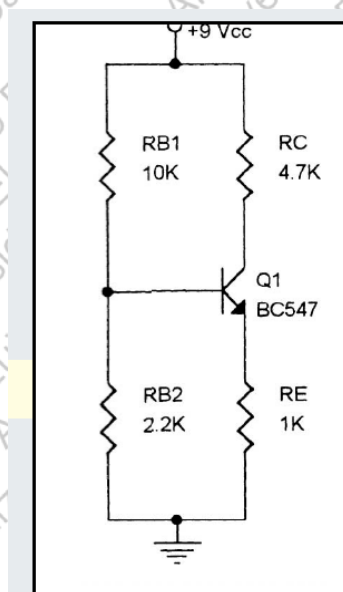 +9 Vcc
RB1
10K
RC
4.7K
Q1
BC547
RB2
2.2K
RE
1K